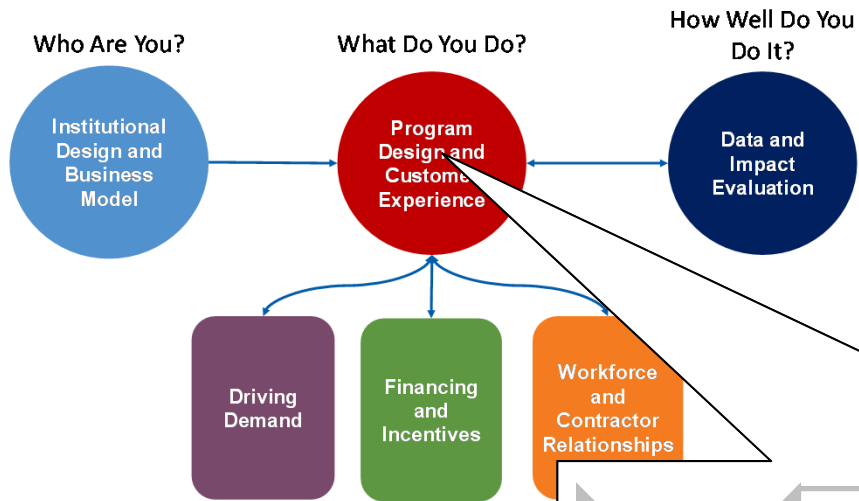 Who Are You?
What Do You Do?
How Well Do You
Do It?
Institutional
Design and
Business
Model
Program
Design and
Customer
Experience
Data and
Impact
Evaluation
Driving
Demand
Financing
and
Incentives
Workforce
and
Contractor
Relationships